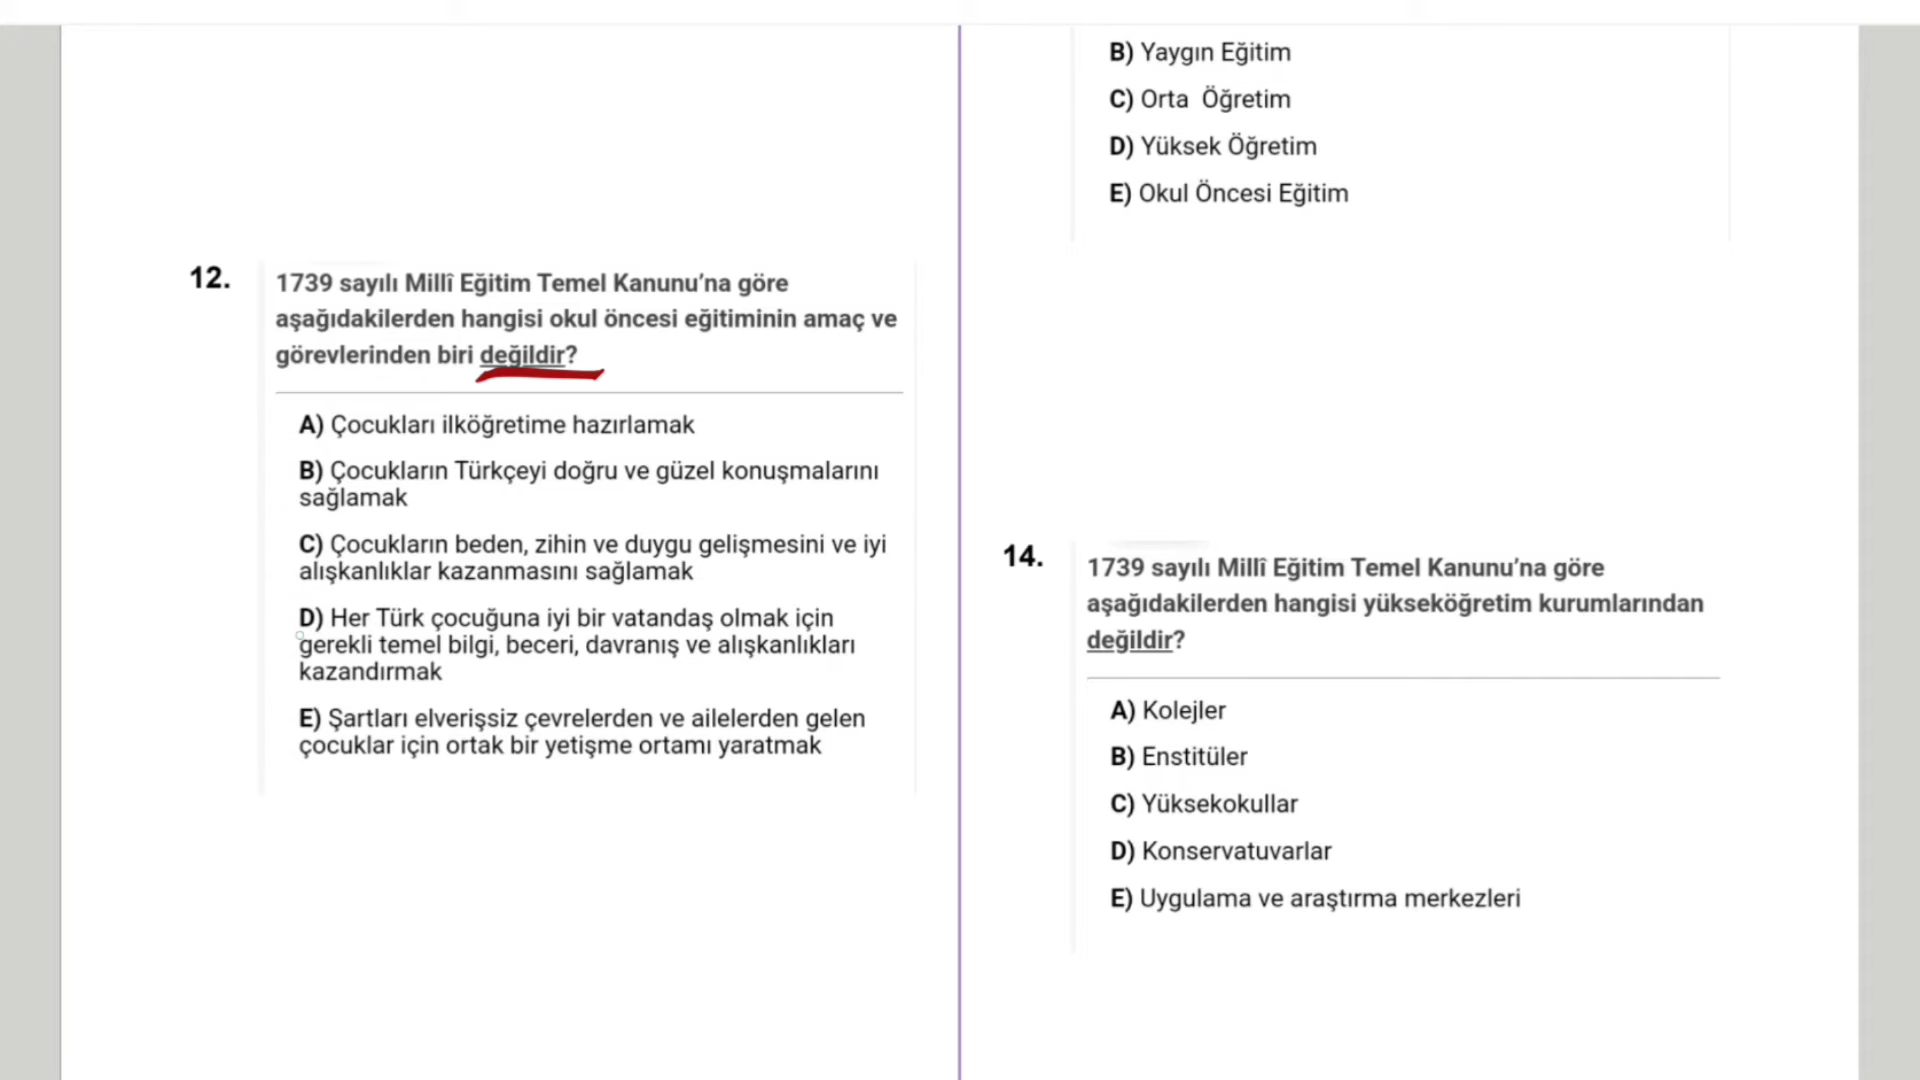 12.
1739 sayılı Millî Eğitim Temel Kanunu’na göre
aşağıdakilerden hangisi okul öncesi eğitiminin amaç ve
görevlerinden biri değildir?
A) Çocukları ilköğretime hazırlamak
B) Çocukların Türkçeyi doğru ve güzel konuşmalarını
sağlamak
C) Çocukların beden, zihin ve duygu gelişmesini ve iyi
alışkanlıklar kazanmasını sağlamak
D) Her Türk çocuğuna iyi bir vatandaş olmak için
gerekli temel bilgi, beceri, davranış ve alışkanlıkları
kazandırmak
E) Şartları elverişsiz çevrelerden ve ailelerden gelen
çocuklar için ortak bir yetişme ortamı yaratmak
B) Yaygın Eğitim
C) Orta Öğretim
D) Yüksek Öğretim
E) Okul Öncesi Eğitim
14.
1739 sayılı Millî Eğitim Temel Kanunu’na göre
aşağıdakilerden hangisi yükseköğretim kurumlarından
değildir?
A) Kolejler
B) Enstitüler
C) Yüksekokullar
D) Konservatuvarlar
E) Uygulama ve araştırma merkezleri